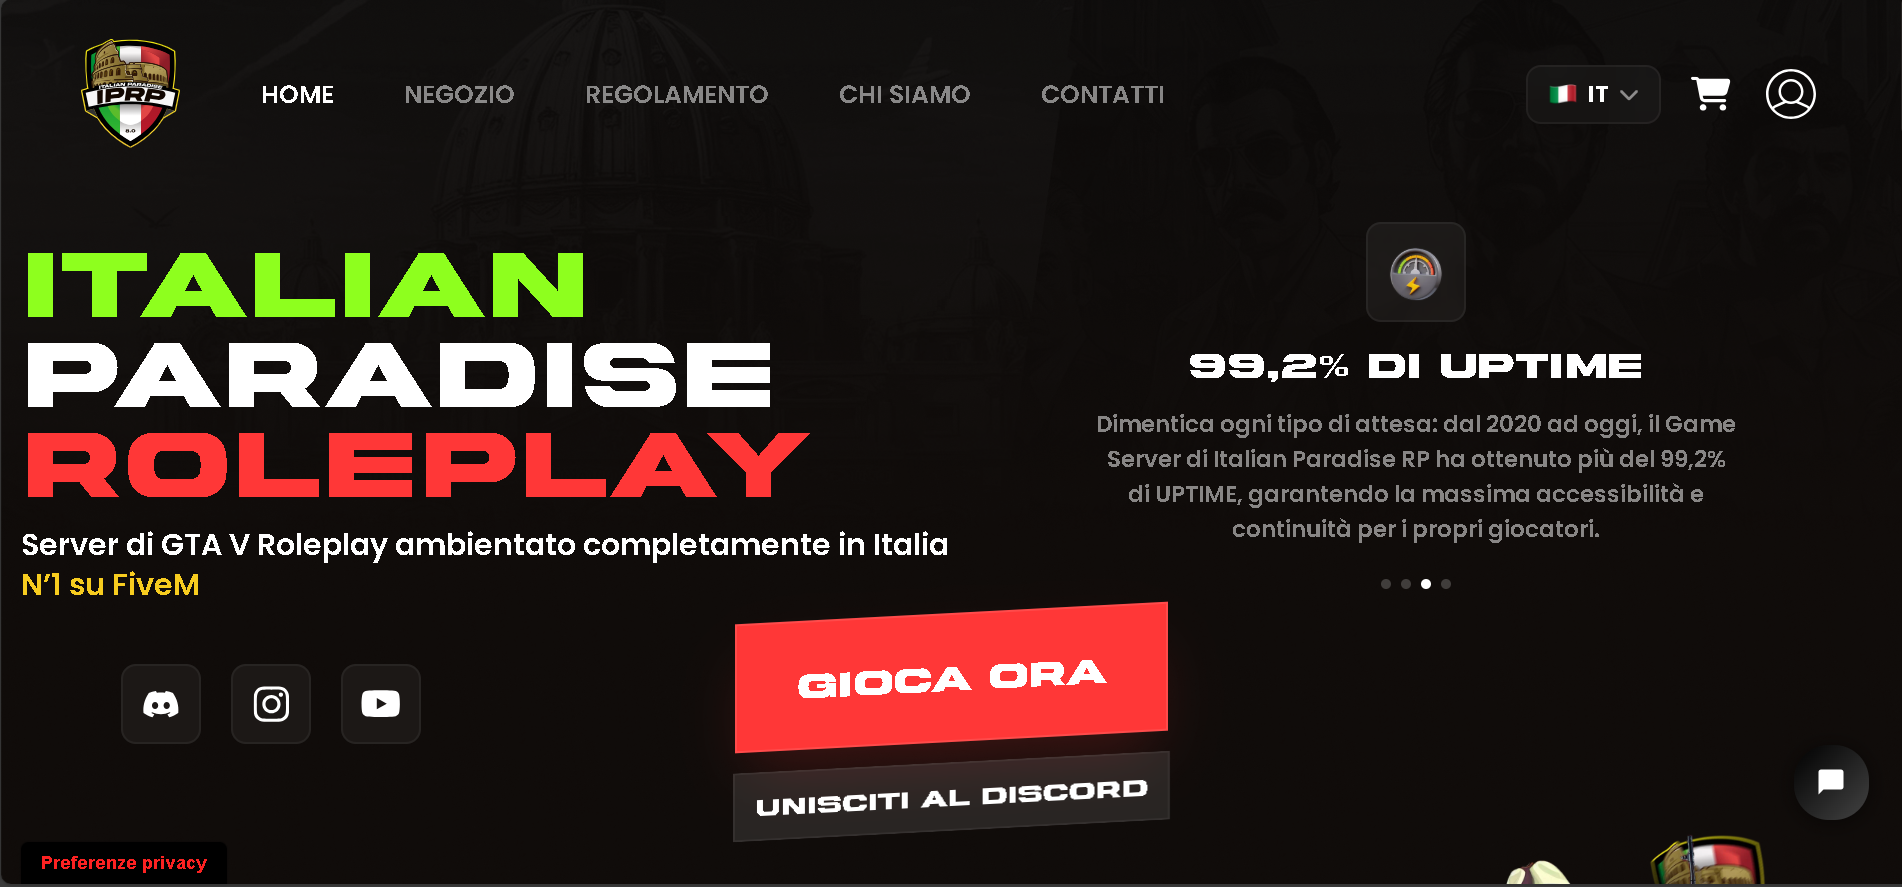 ITALIAN PARADISE
IPRP
HOME
NEGOZIO
REGOLAMENTO
CHI SIAMO
CONTATTI
IT
ITALIAN
PARADISE
ROLEPLAY
Server di GTA V Roleplay ambientato completamente in Italia
N’1 su FiveM
99,2% DI UPTIME
Dimentica ogni tipo di attesa: dal 2020 ad oggi, il Game
Server di Italian Paradise RP ha ottenuto più del 99,2%
di UPTIME, garantendo la massima accessibilità e
continuità per i propri giocatori.
GIOCA ORA
UNISCITI AL DISCORD
Preferenze privacy